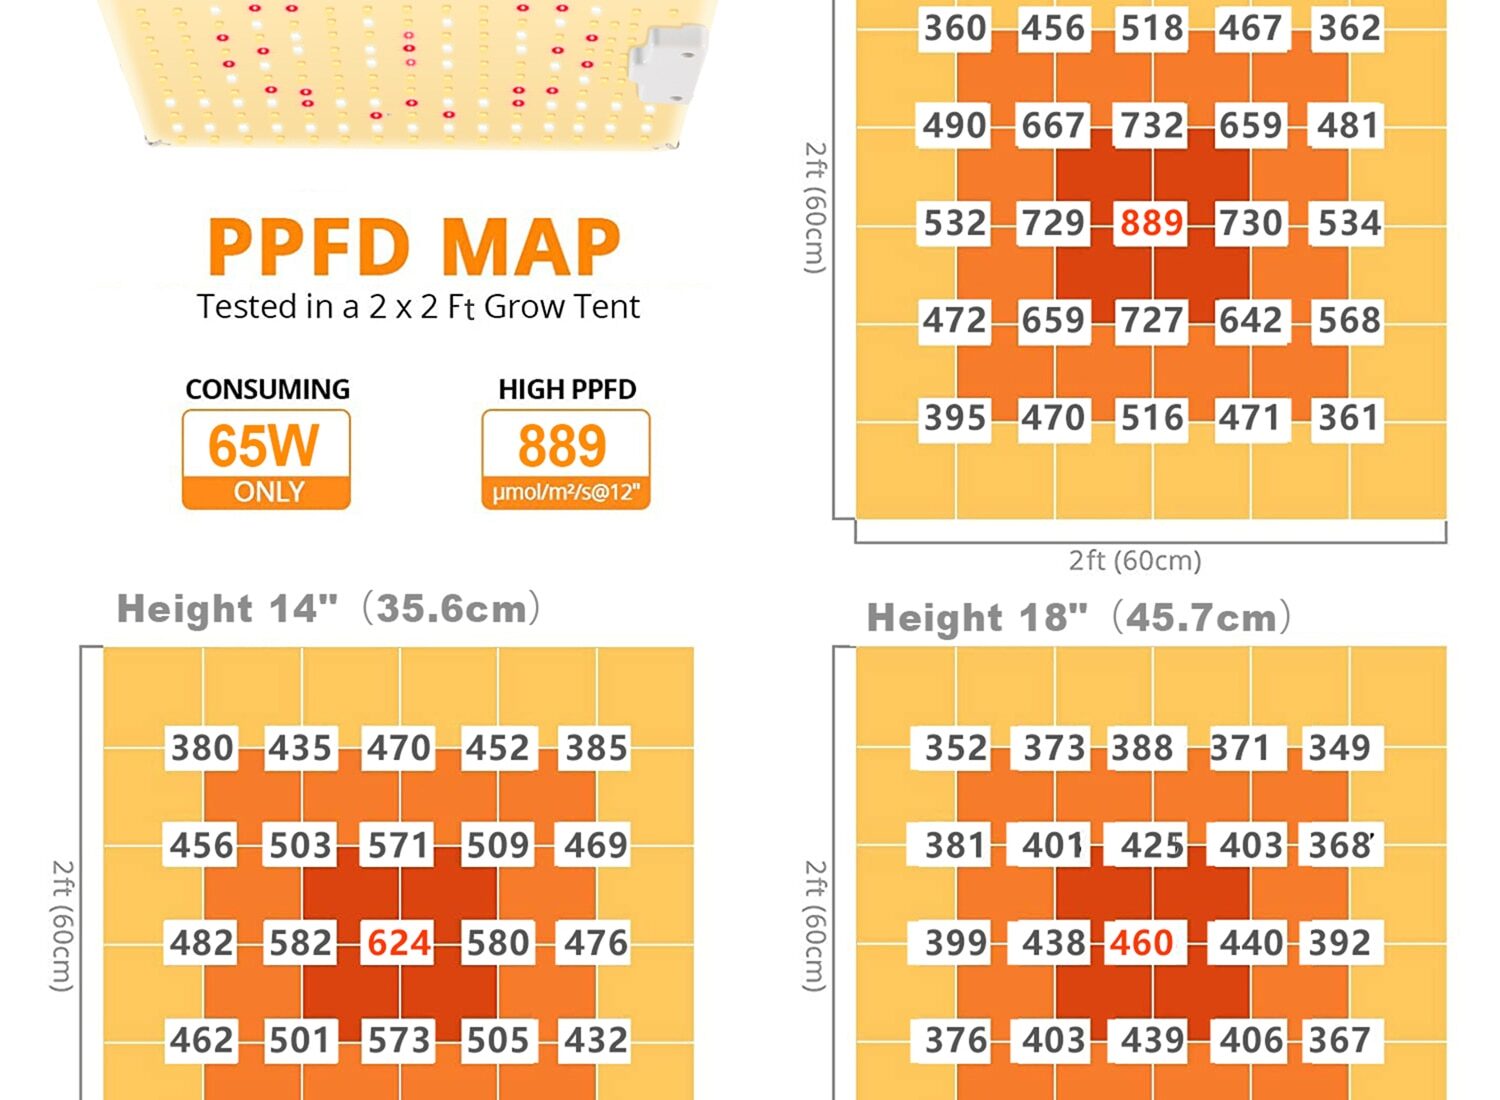 360 456 518 467 362
490 667 732 659 481
532 729 889 730 534
472 659 727 642 568
395 470 516 471 361
2ft (60cm)
2ft (60cm)
PPFD MAP
Tested in a 2 x 2 Ft Grow Tent
CONSUMING
65W
ONLY
HIGH PPFD
889
µmol/m²/s@12"
Height 14" (35.6cm)
380 435 470 452 385
456 503 571 509 469
482 582 624 580 476
462 501 573 505 432
2ft (60cm)
Height 18" (45.7cm)
352 373 388 371 349
381 401 425 403 368
399 438 460 440 392
376 403 439 406 367
2ft (60cm)